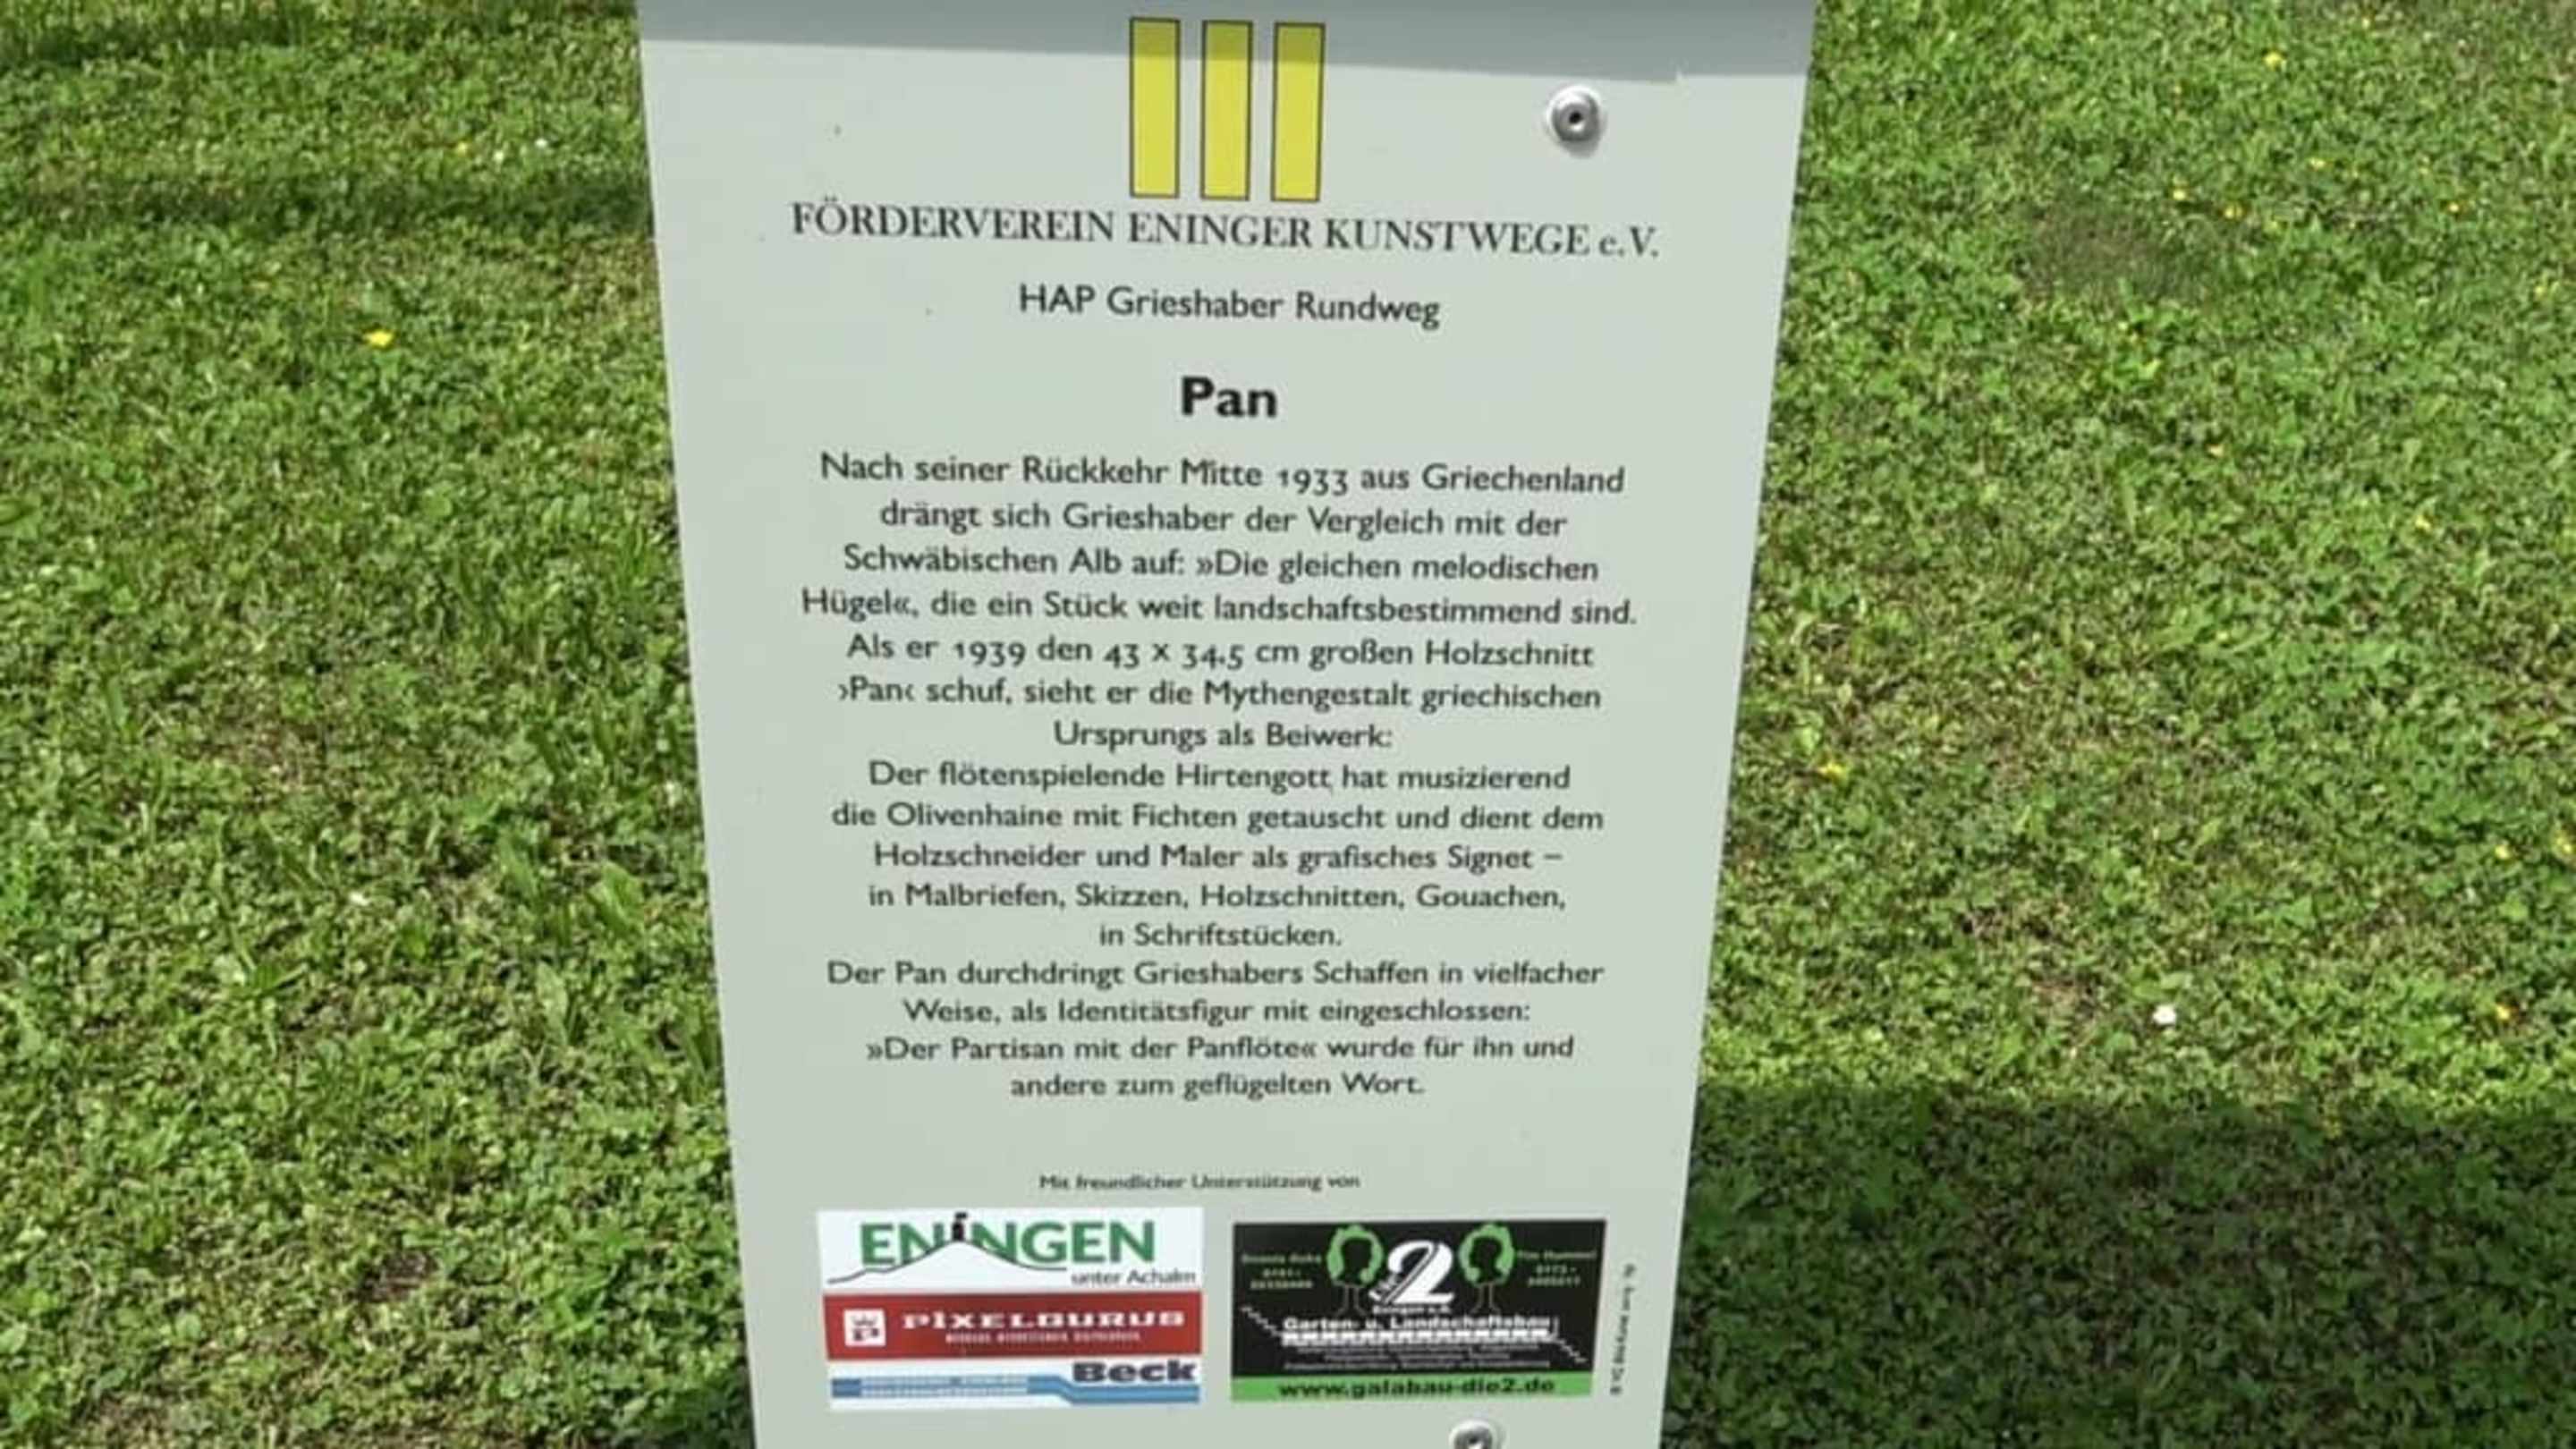 FÖRDERVEREIN ENINGER KUNSTWEGE e.V.
HAP Grieshaber Rundweg
Pan
Nach seiner Rückkehr Mitte 1933 aus Griechenland
drängt sich Grieshaber der Vergleich mit der
Schwäbischen Alb auf: »Die gleichen melodischen
Hügel«, die ein Stück weit landschaftsbestimmend sind.
Als er 1939 den 43 x 34,5 cm großen Holzschnitt
›Pan‹ schuf, sieht er die Mythengestalt griechischen
Ursprungs als Beiwerk:
Der flötenspielende Hirtengott hat musizierend
die Olivenhaine mit Fichten getauscht und dient dem
Holzschneider und Maler als grafisches Signet –
in Malbriefen, Skizzen, Holzschnitten, Gouachen,
in Schriftstücken.
Der Pan durchdringt Grieshabers Schaffen in vielfacher
Weise, als Identitätsfigur mit eingeschlossen:
»Der Partisan mit der Panflöte« wurde für ihn und
andere zum geflügelten Wort.
Mit freundlicher Unterstützung von
ENINGEN
unter Achalm
PIXELGURUS
Beck
2
Garten- u. Landschaftsbau
www.galabau-die2.de